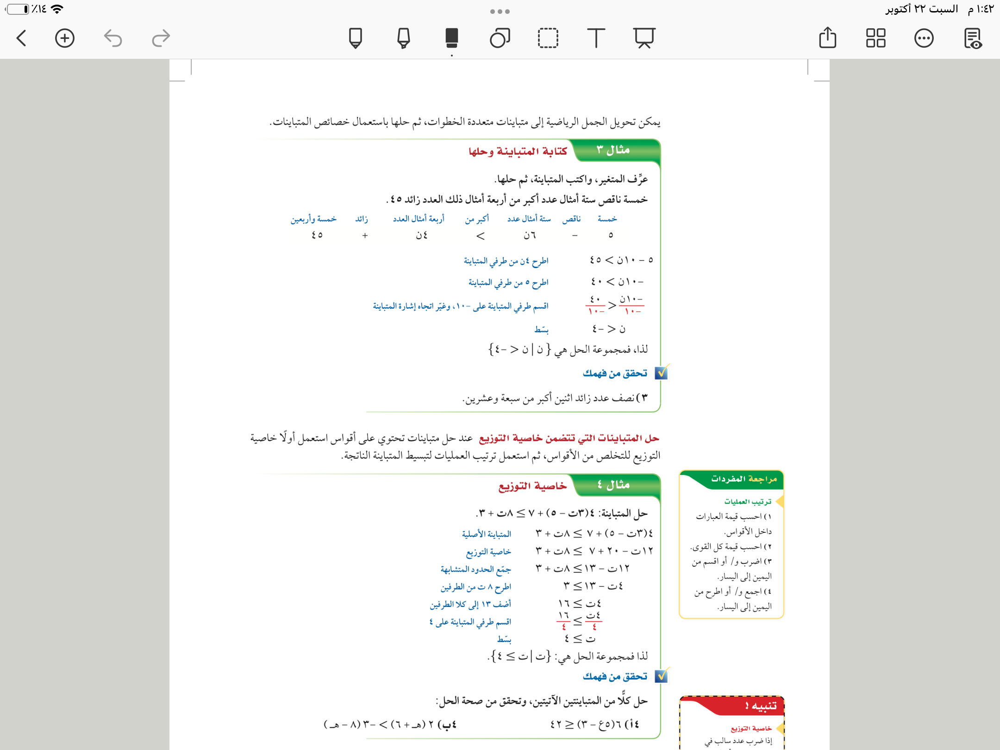 ١:٤٢ م السبت ٢٢ أكتوبر
٪١٤
يمكن تحويل الجمل الرياضية إلى متباينات متعددة الخطوات، ثم حلها باستعمال خصائص المتباينات.
مثال ٣ كتابة المتباينة وحلها
عرِّف المتغير، واكتب المتباينة، ثم حلها.
خمسة ناقص ستة أمثال عدد أكبر من أربعة أمثال ذلك العدد زائد ٤٥.
خمسة ناقص ستة أمثال عدد أكبر من أربعة أمثال العدد زائد خمسة وأربعين
٥ – ٦ن < ٤ن + ٤٥
٥ – ١٠ن < ٤٥ اطرح ٤ن من طرفي المتباينة
–١٠ن < ٤٠ اطرح ٥ من طرفي المتباينة
–١٠ن/–١٠ > ٤٠/–١٠ اقسم طرفي المتباينة على –١٠، وغيّر اتجاه إشارة المتباينة
ن > –٤ بسّط
لذا، فمجموعة الحل هي {ن | ن > –٤}
تحقق من فهمك
٣) نصف عدد زائد اثنين أكبر من سبعة وعشرين.
حل المتباينات التي تتضمن خاصية التوزيع عند حل متباينات تحتوي على أقواس استعمل أولًا خاصية
التوزيع للتخلص من الأقواس، ثم استعمل ترتيب العمليات لتبسيط المتباينة الناتجة.
مثال ٤ خاصية التوزيع
حل المتباينة: ٤(٣ت – ٥) + ٧ ≥ ٨ت + ٣.
٤(٣ت – ٥) + ٧ ≥ ٨ت + ٣ المتباينة الأصلية
١٢ت – ٢٠ + ٧ ≥ ٨ت + ٣ خاصية التوزيع
١٢ت – ١٣ ≥ ٨ت + ٣ جمّع الحدود المتشابهة
٤ت – ١٣ ≥ ٣ اطرح ٨ ت من الطرفين
٤ت ≥ ١٦ أضف ١٣ إلى كلا الطرفين
٤ت/٤ ≥ ١٦/٤ اقسم طرفي المتباينة على ٤
ت ≥ ٤ بسّط
لذا فمجموعة الحل هي: {ت | ت ≥ ٤}.
تحقق من فهمك
حل كلًّا من المتباينتين الآتيتين، وتحقق من صحة الحل:
٤أ) ٦(٥ع – ٣) ≤ ٤٢ ٤ب) ٢ (هـ + ٦) < –٣ (٨ – هـ)
مراجعة المفردات
ترتيب العمليات
١) احسب قيمة العبارات
داخل الأقواس.
٢) احسب قيمة كل القوى.
٣) اضرب و/ أو اقسم من
اليمين إلى اليسار.
٤) اجمع و/ أو اطرح من
اليمين إلى اليسار.
تنبيه !
خاصية التوزيع
إذا ضرب عدد سالب في